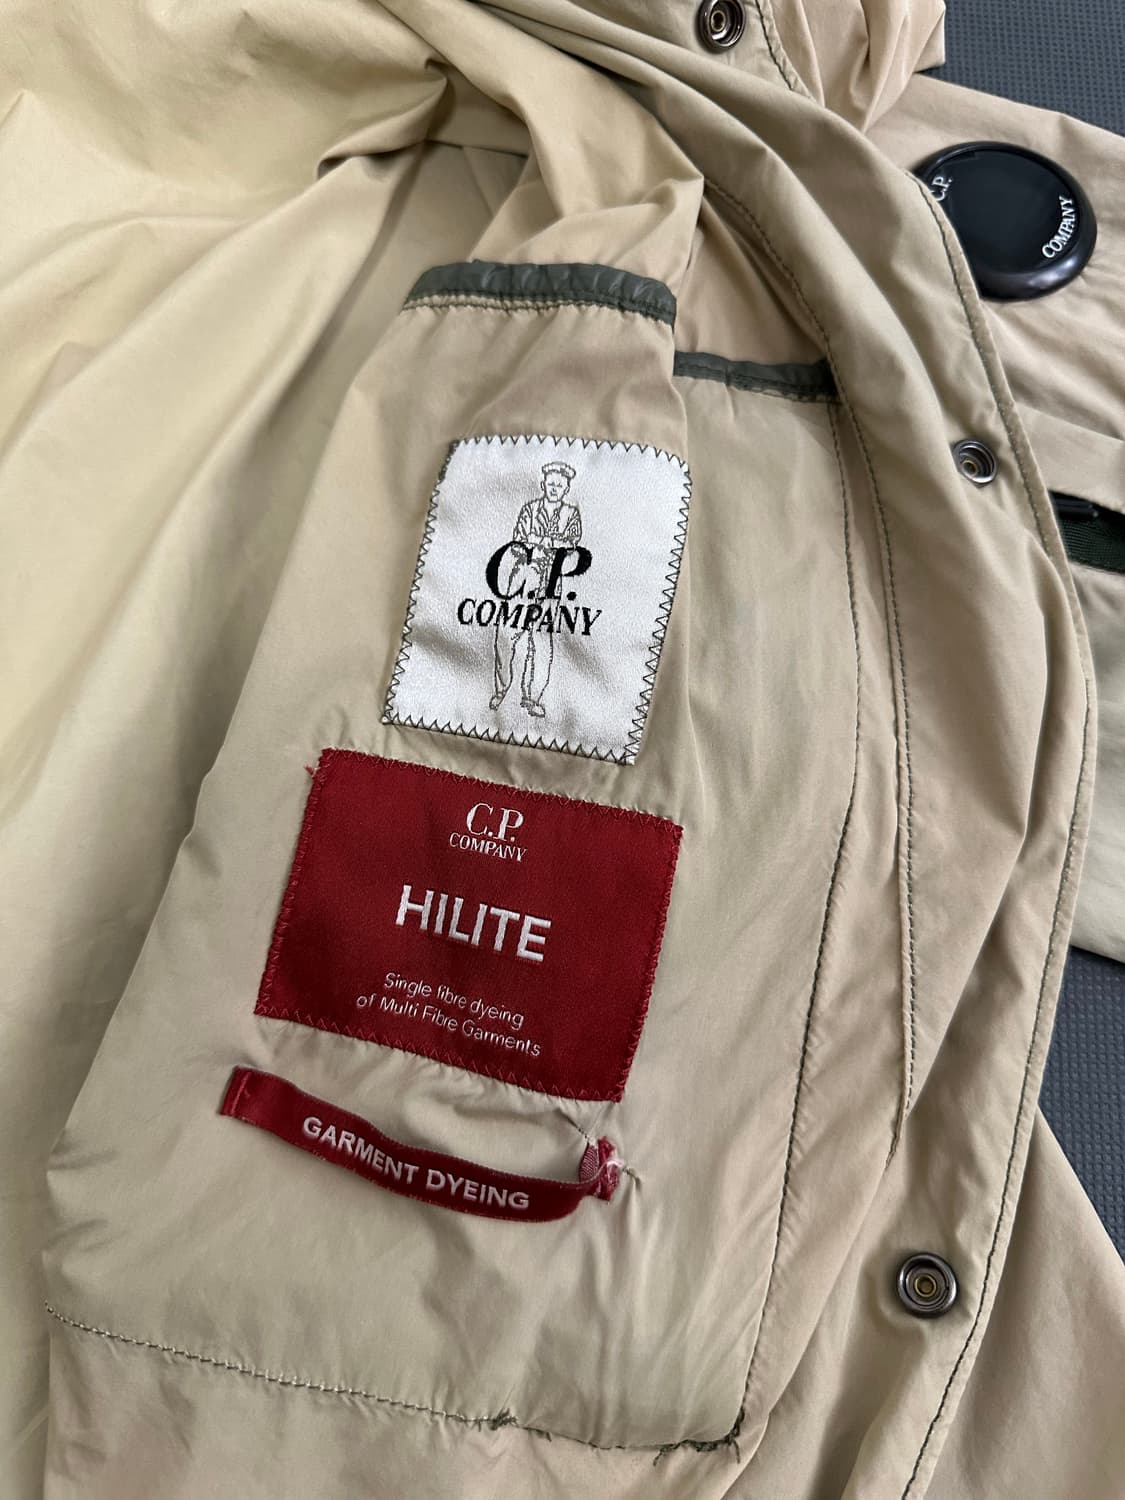 C.P.
COMPANY
C.P.
COMPANY
C.P.
COMPANY
HILITE
Single fibre dyeing
of Multi Fibre Garments
GARMENT DYEING